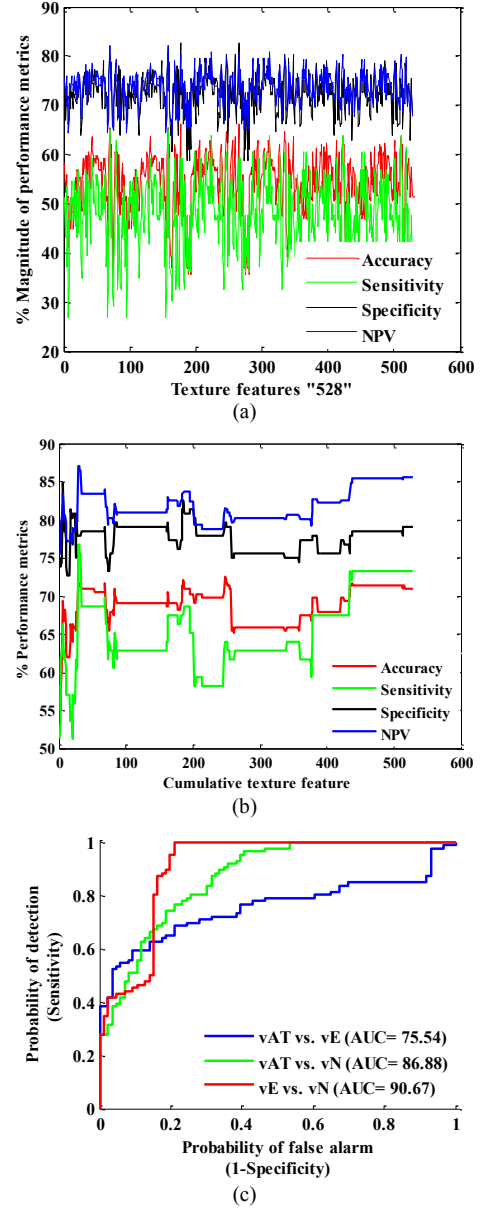 90
80
70
60
50
40
30
20
% Magnitude of performance metrics
Accuracy
Sensitivity
Specificity
NPV
0 100 200 300 400 500 600
Texture features "528"
(a)
90
85
80
75
70
65
60
55
50
% Performance metrics
Accuracy
Sensitivity
Specificity
NPV
0 100 200 300 400 500 600
Cumulative texture feature
(b)
1
0.8
0.6
0.4
0.2
0
Probability of detection
(Sensitivity)
vAT vs. vE (AUC= 75.54)
vAT vs. vN (AUC= 86.88)
vE vs. vN (AUC= 90.67)
0 0.2 0.4 0.6 0.8 1
Probability of false alarm
(1-Specificity)
(c)